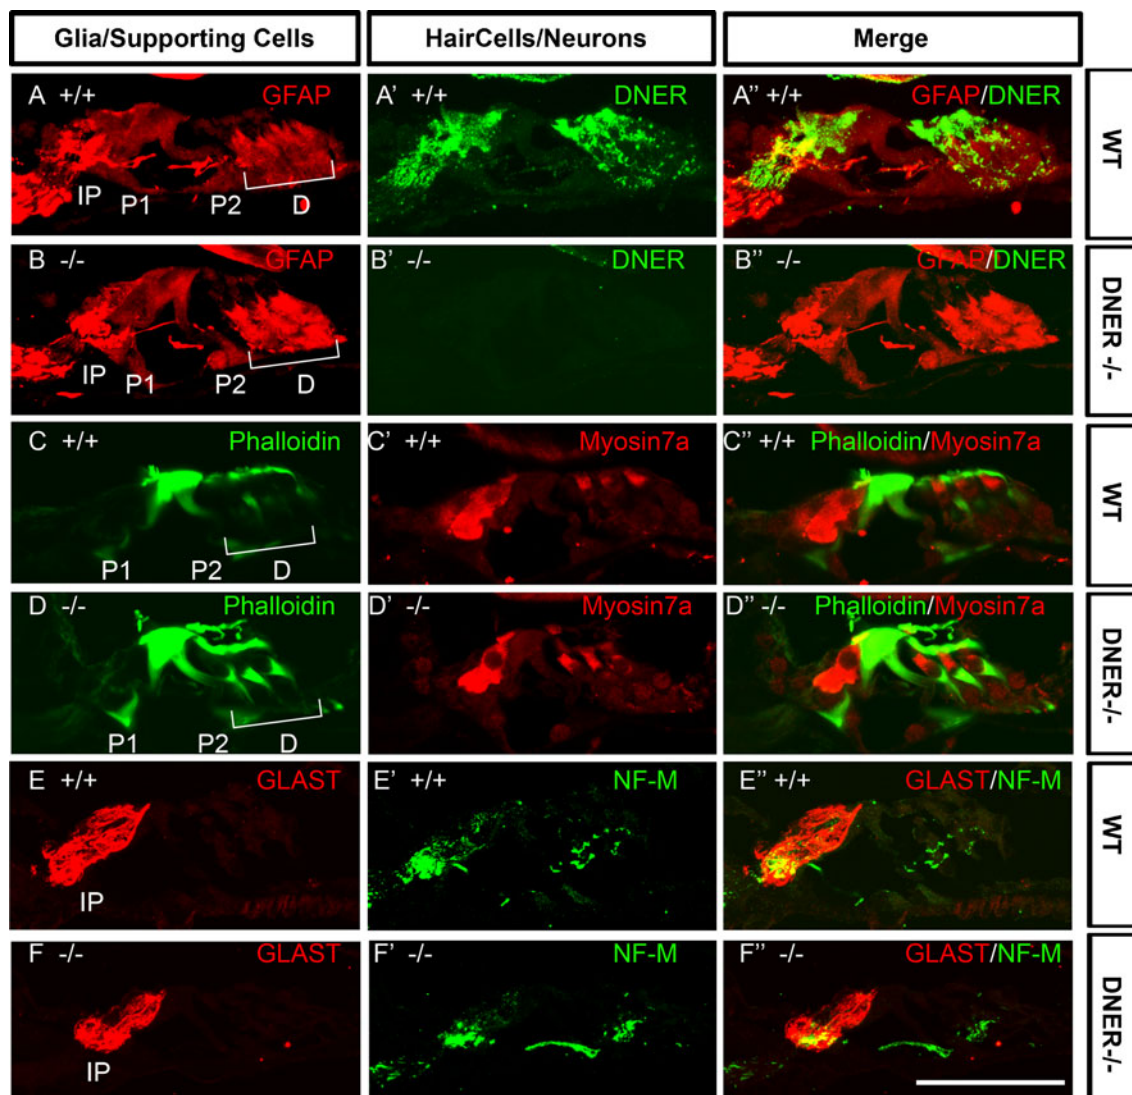 Glia/Supporting Cells
HairCells/Neurons
Merge
A +/+
GFAP
IP
P1
P2
D
A' +/+
DNER
A" +/+
GFAP/DNER
WT
B -/-
GFAP
IP
P1
P2
D
B' -/-
DNER
B" -/-
GFAP/DNER
DNER -/-
C +/+
Phalloidin
P1
P2
D
C' +/+
Myosin7a
C" +/+
Phalloidin/Myosin7a
WT
D -/-
Phalloidin
P1
P2
D
D' -/-
Myosin7a
D" -/-
Phalloidin/Myosin7a
DNER-/-
E +/+
GLAST
IP
E' +/+
NF-M
E" +/+
GLAST/NF-M
WT
F -/-
GLAST
IP
F' -/-
NF-M
F" -/-
GLAST/NF-M
DNER-/-